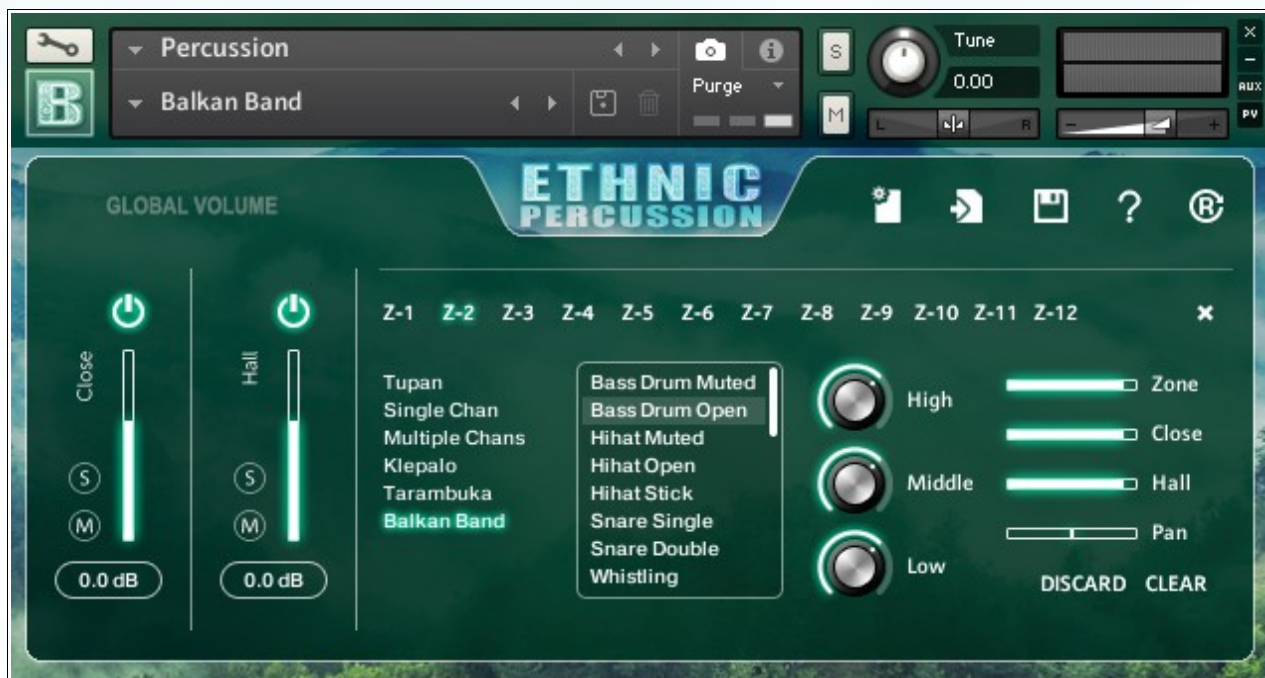 Percussion
Balkan Band
Purge
S
M
Tune
0.00
L R
- +
×
-
AUX
PV
B
ETHNIC
PERCUSSION
GLOBAL VOLUME
? R
Z-1 Z-2 Z-3 Z-4 Z-5 Z-6 Z-7 Z-8 Z-9 Z-10 Z-11 Z-12
Close
S
M
0.0 dB
Hall
S
M
0.0 dB
Tupan
Single Chan
Multiple Chans
Klepalo
Tarambuka
Balkan Band
Bass Drum Muted
Bass Drum Open
Hihat Muted
Hihat Open
Hihat Stick
Snare Single
Snare Double
Whistling
High
Middle
Low
Zone
Close
Hall
Pan
DISCARD CLEAR